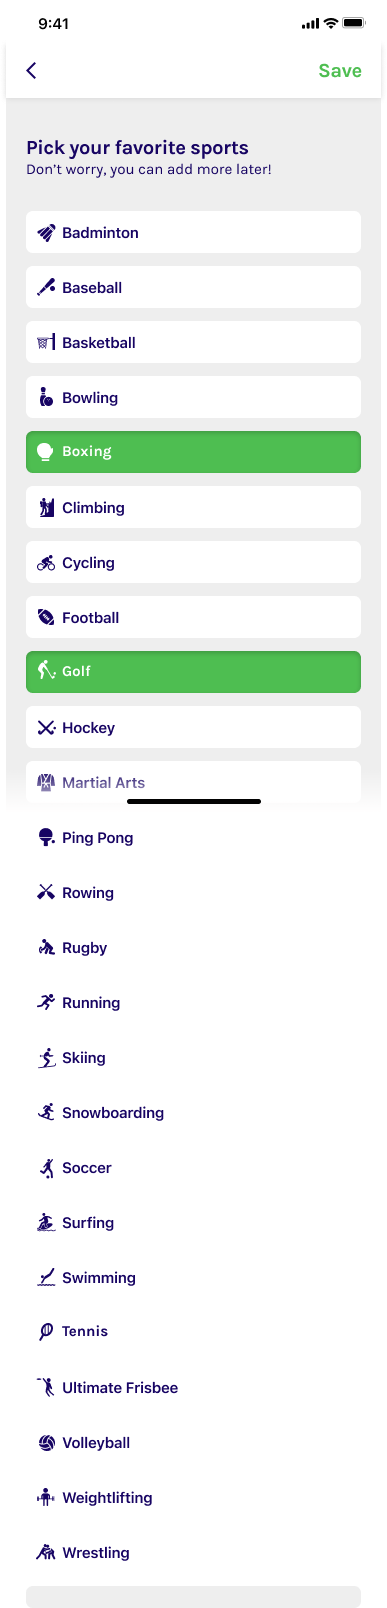 9:41
Save
Pick your favorite sports
Don't worry, you can add more later!
Badminton
Baseball
Basketball
Bowling
Boxing
Climbing
Cycling
Football
Golf
Hockey
Martial Arts
Ping Pong
Rowing
Rugby
Running
Skiing
Snowboarding
Soccer
Surfing
Swimming
Tennis
Ultimate Frisbee
Volleyball
Weightlifting
Wrestling